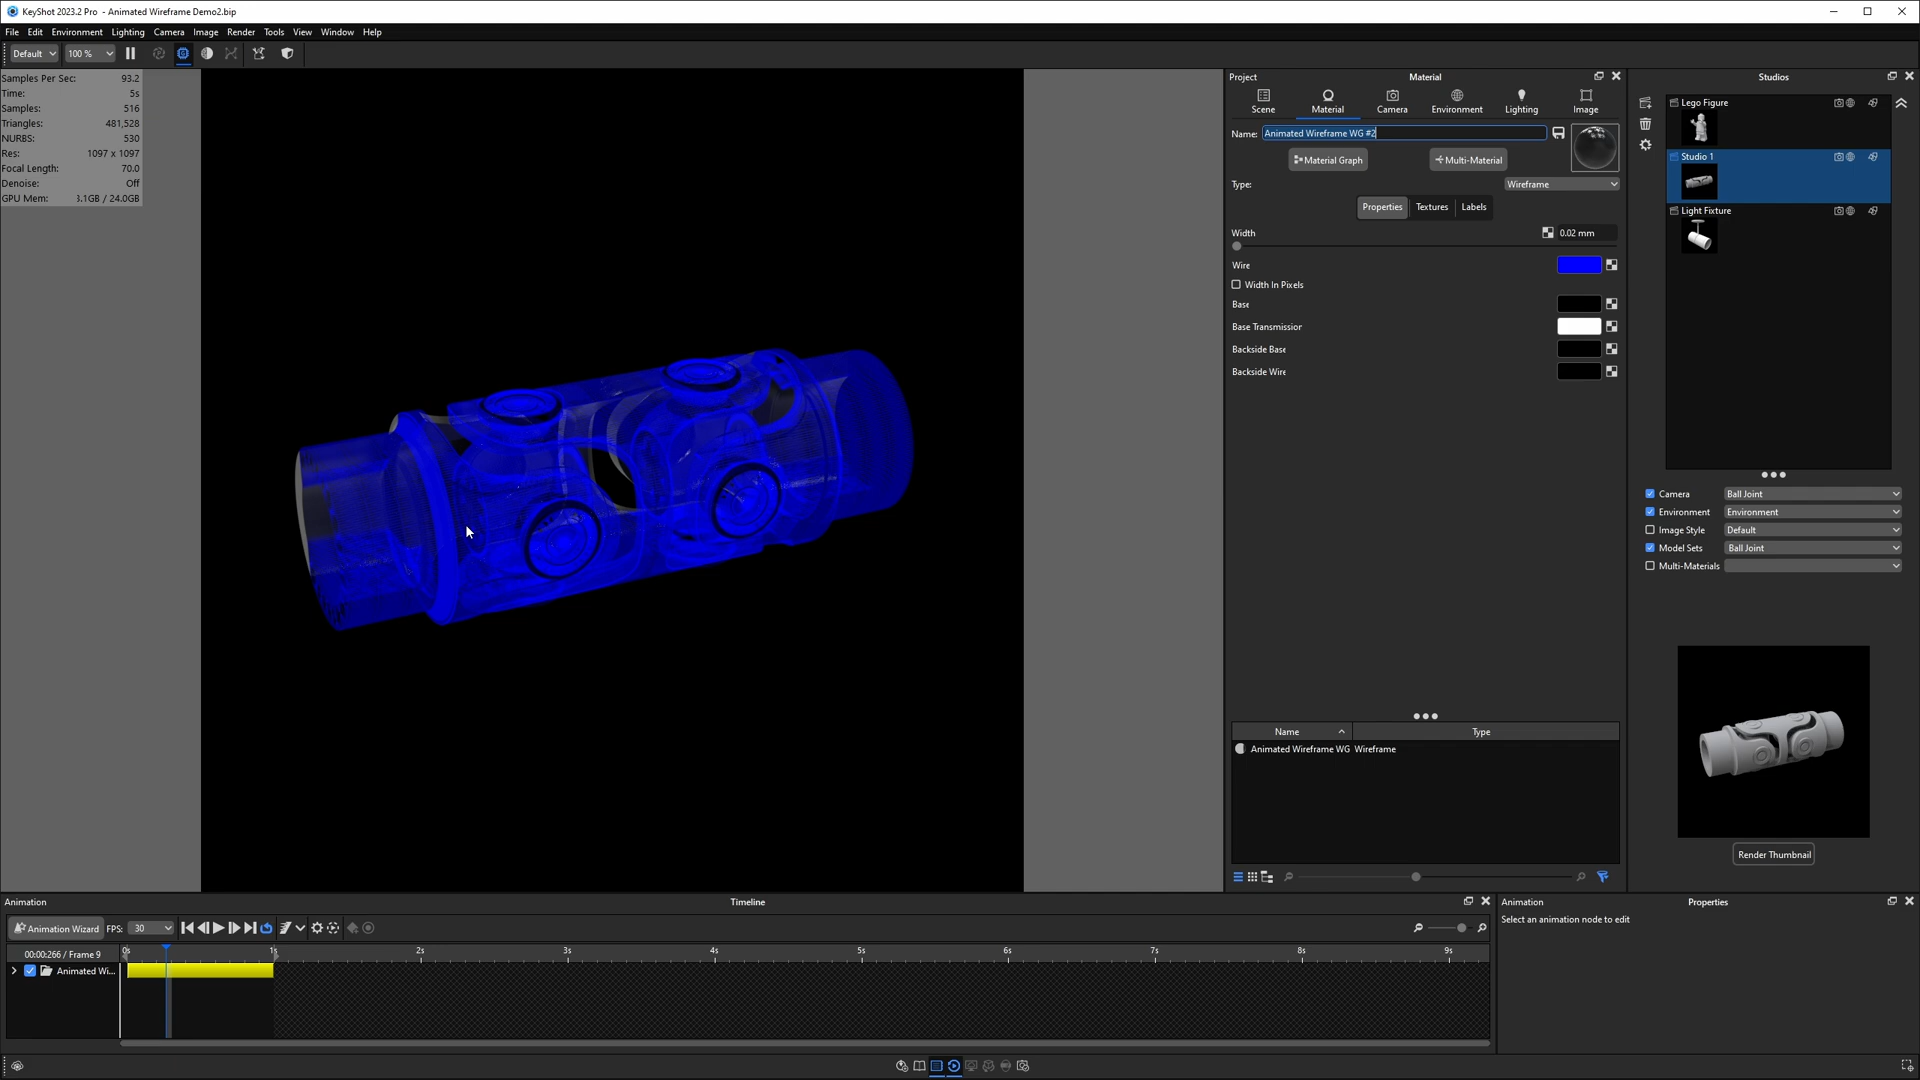 KeyShot 2023.2 Pro - Animated Wireframe Demo2.bip
File Edit Environment Lighting Camera Image Render Tools View Window Help
Default 100 %
Samples Per Sec: 93.2
Time: 5s
Samples: 516
Triangles: 481,528
NURBS: 530
Res: 1097 x 1097
Focal Length: 70.0
Denoise: Off
GPU Mem: 3.1GB / 24.0GB
Project Material
Scene Material Camera Environment Lighting Image
Name: Animated Wireframe WG #2
Material Graph Multi-Material
Type: Wireframe
Properties Textures Labels
Width 0.02 mm
Wire
Width In Pixels
Base
Base Transmission
Backside Base
Backside Wire
Name Type
Animated Wireframe WG Wireframe
Studios
Lego Figure
Studio 1
Light Fixture
Camera Ball Joint
Environment Environment
Image Style Default
Model Sets Ball Joint
Multi-Materials
Render Thumbnail
Animation Timeline
Animation Wizard FPS: 30
00:00:266 / Frame 9
0s 1s 2s 3s 4s 5s 6s 7s 8s 9s
Animated Wi...
Animation Properties
Select an animation node to edit